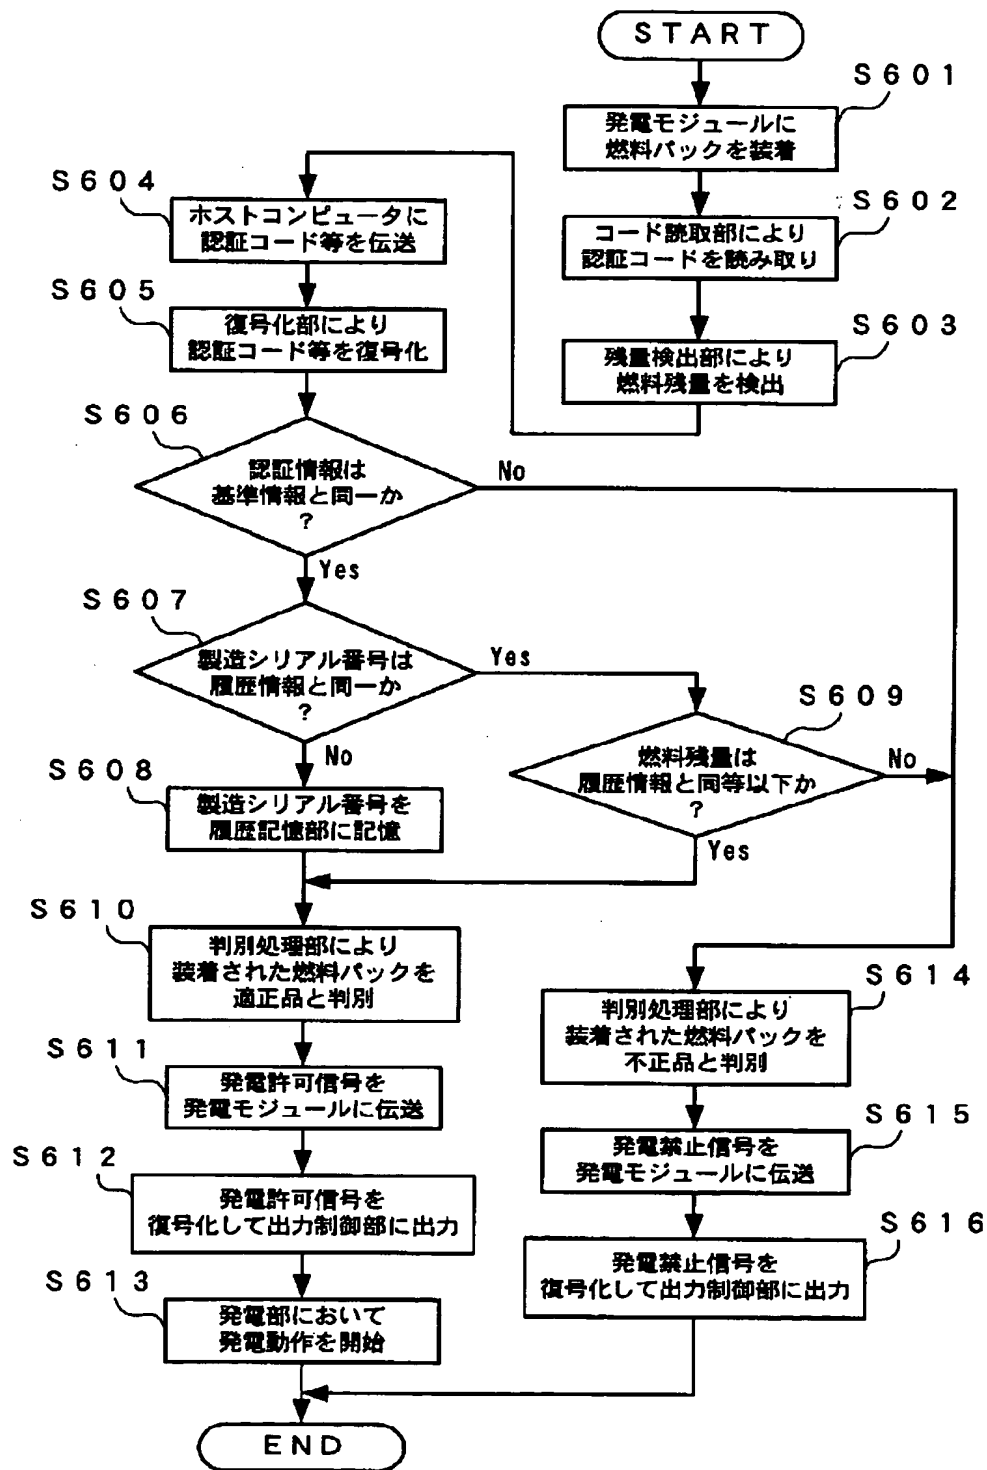 START
S601
発電モジュールに
燃料パックを装着
S602
コード読取部により
認証コードを読み取り
S603
残量検出部により
燃料残量を検出
S604
ホストコンピュータに
認証コード等を伝送
S605
復号化部により
認証コード等を復号化
S606
認証情報は
基準情報と同一か
?
No
Yes
S607
製造シリアル番号は
履歴情報と同一か
?
Yes
No
S608
製造シリアル番号を
履歴記憶部に記憶
S609
燃料残量は
履歴情報と同等以下か
?
No
Yes
S610
判別処理部により
装着された燃料パックを
適正品と判別
S611
発電許可信号を
発電モジュールに伝送
S612
発電許可信号を
復号化して出力制御部に出力
S613
発電部において
発電動作を開始
S614
判別処理部により
装着された燃料パックを
不正品と判別
S615
発電禁止信号を
発電モジュールに伝送
S616
発電禁止信号を
復号化して出力制御部に出力
END